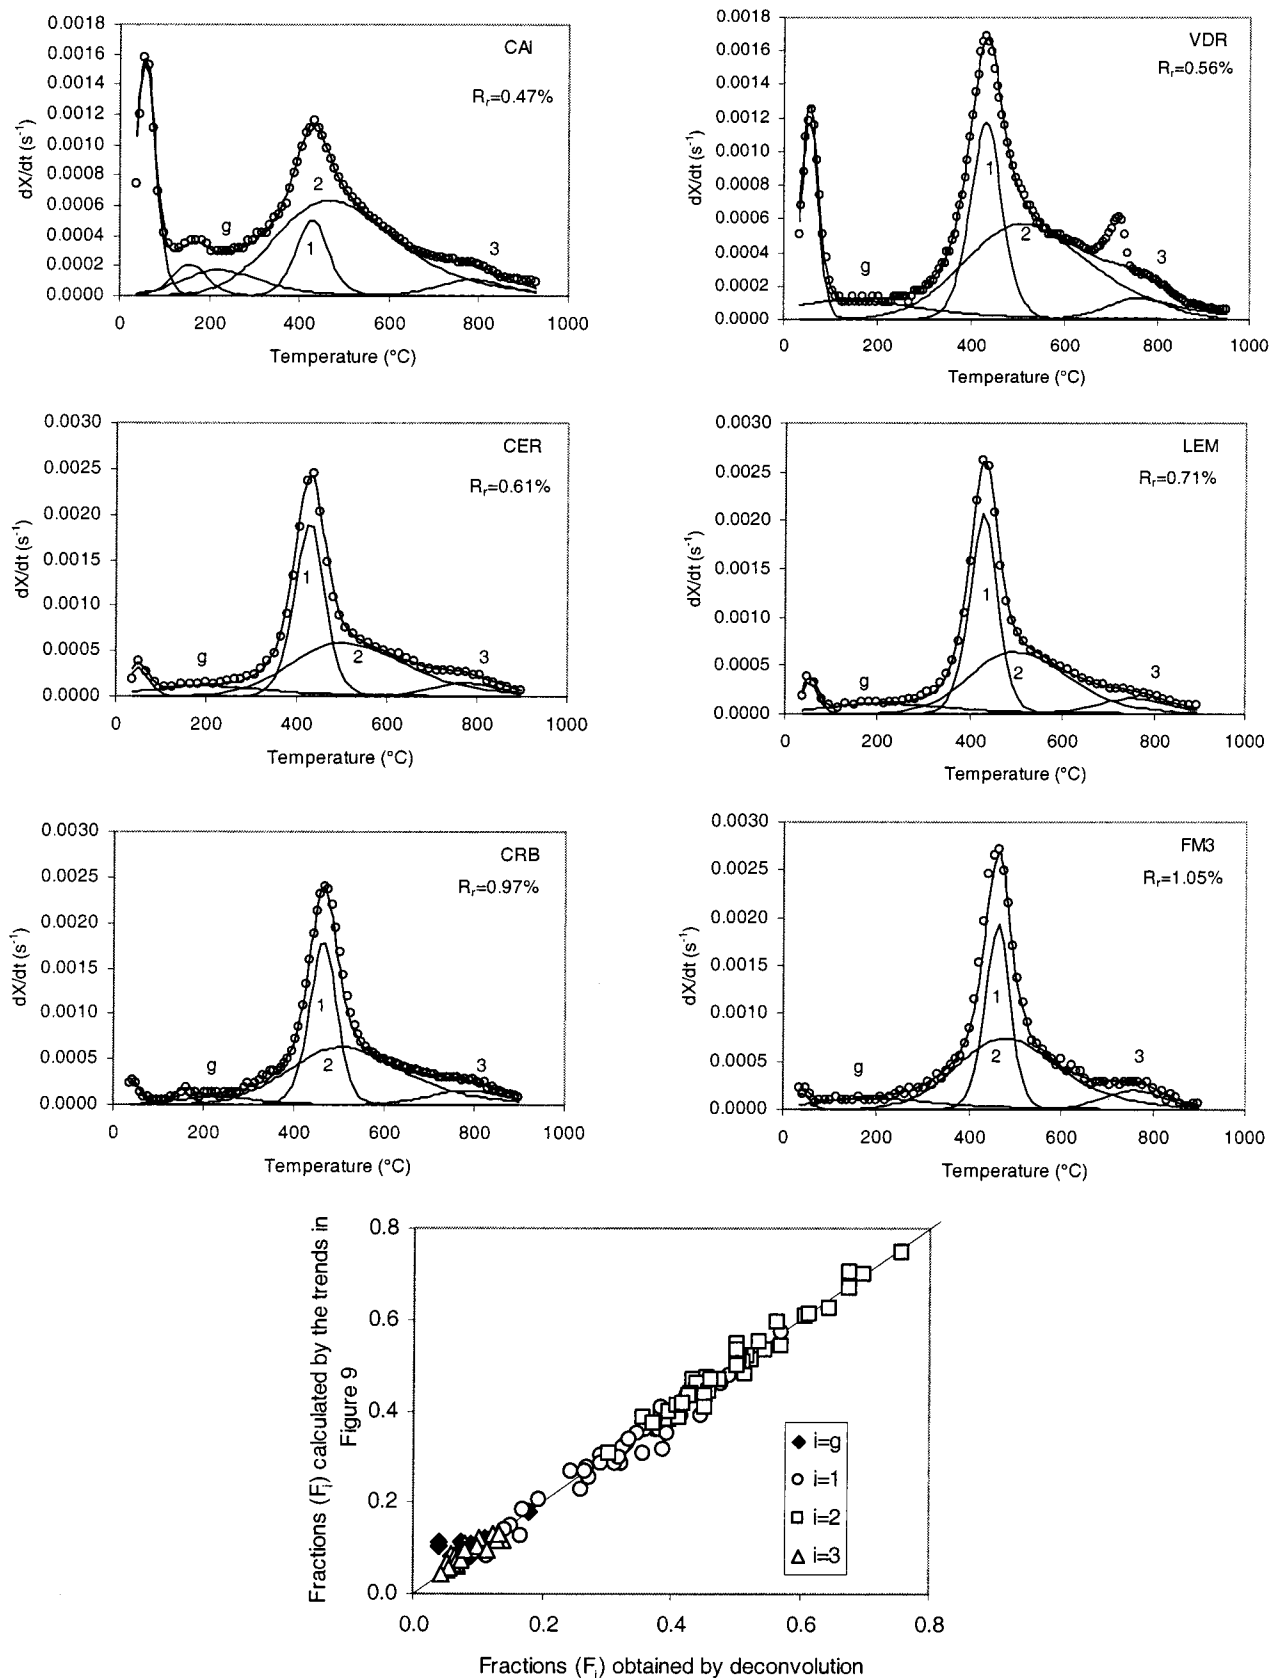 CAI
R_r=0.47%
dX/dt (s⁻¹)
0.0018
0.0016
0.0014
0.0012
0.0010
0.0008
0.0006
0.0004
0.0002
0.0000
g
2
1
3
0 200 400 600 800 1000
Temperature (°C)
VDR
R_r=0.56%
dX/dt (s⁻¹)
0.0018
0.0016
0.0014
0.0012
0.0010
0.0008
0.0006
0.0004
0.0002
0.0000
g
1
2
3
0 200 400 600 800 1000
Temperature (°C)
CER
R_r=0.61%
dX/dt (s⁻¹)
0.0030
0.0025
0.0020
0.0015
0.0010
0.0005
0.0000
g
1
2
3
0 200 400 600 800 1000
Temperature (°C)
LEM
R_r=0.71%
dX/dt (s⁻¹)
0.0030
0.0025
0.0020
0.0015
0.0010
0.0005
0.0000
g
1
2
3
0 200 400 600 800 1000
Temperature (°C)
CRB
R_r=0.97%
dX/dt (s⁻¹)
0.0030
0.0025
0.0020
0.0015
0.0010
0.0005
0.0000
g
1
2
3
0 200 400 600 800 1000
Temperature (°C)
FM3
R_r=1.05%
dX/dt (s⁻¹)
0.0030
0.0025
0.0020
0.0015
0.0010
0.0005
0.0000
g
1
2
3
0 200 400 600 800 1000
Temperature (°C)
Fractions (F_i) calculated by the trends in
Figure 9
0.8
0.6
0.4
0.2
0.0
i=g
i=1
i=2
i=3
0.0 0.2 0.4 0.6 0.8
Fractions (F_i) obtained by deconvolution